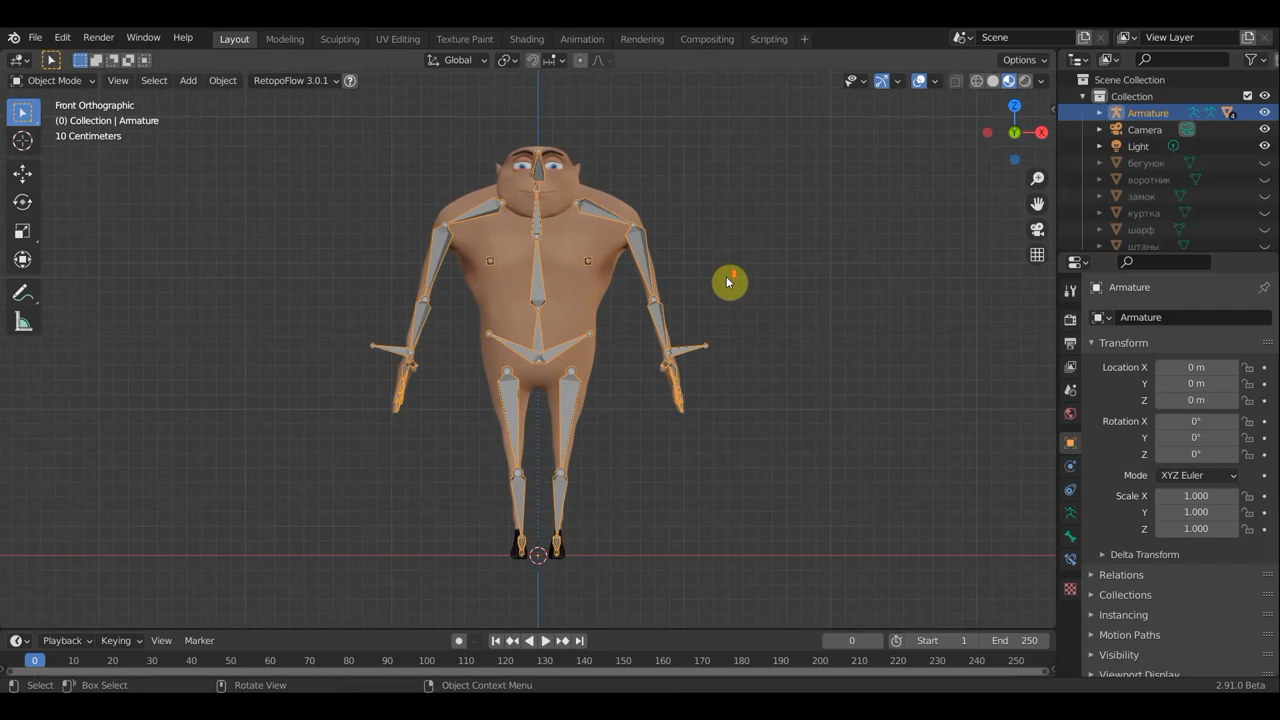 File Edit Render Window Help Layout Modeling Sculpting UV Editing Texture Paint Shading Animation Rendering Compositing Scripting + Scene View Layer
Global Options
Object Mode View Select Add Object RetopoFlow 3.0.1 ?
Front Orthographic
(0) Collection | Armature
10 Centimeters
Z
Y
X
Scene Collection
Collection
Armature 4
Camera
Light
бегунок
воротник
замок
куртка
шарф
штаны
Armature
Armature
Transform
Location X 0 m
Y 0 m
Z 0 m
Rotation X 0°
Y 0°
Z 0°
Mode XYZ Euler
Scale X 1.000
Y 1.000
Z 1.000
Delta Transform
Relations
Collections
Instancing
Motion Paths
Visibility
Viewport Display
Playback Keying View Marker 0 Start 1 End 250
0 10 20 30 40 50 60 70 80 90 100 110 120 130 140 150 160 170 180 190 200 210 220 230 240 250
Select Box Select Rotate View Object Context Menu 2.91.0 Beta